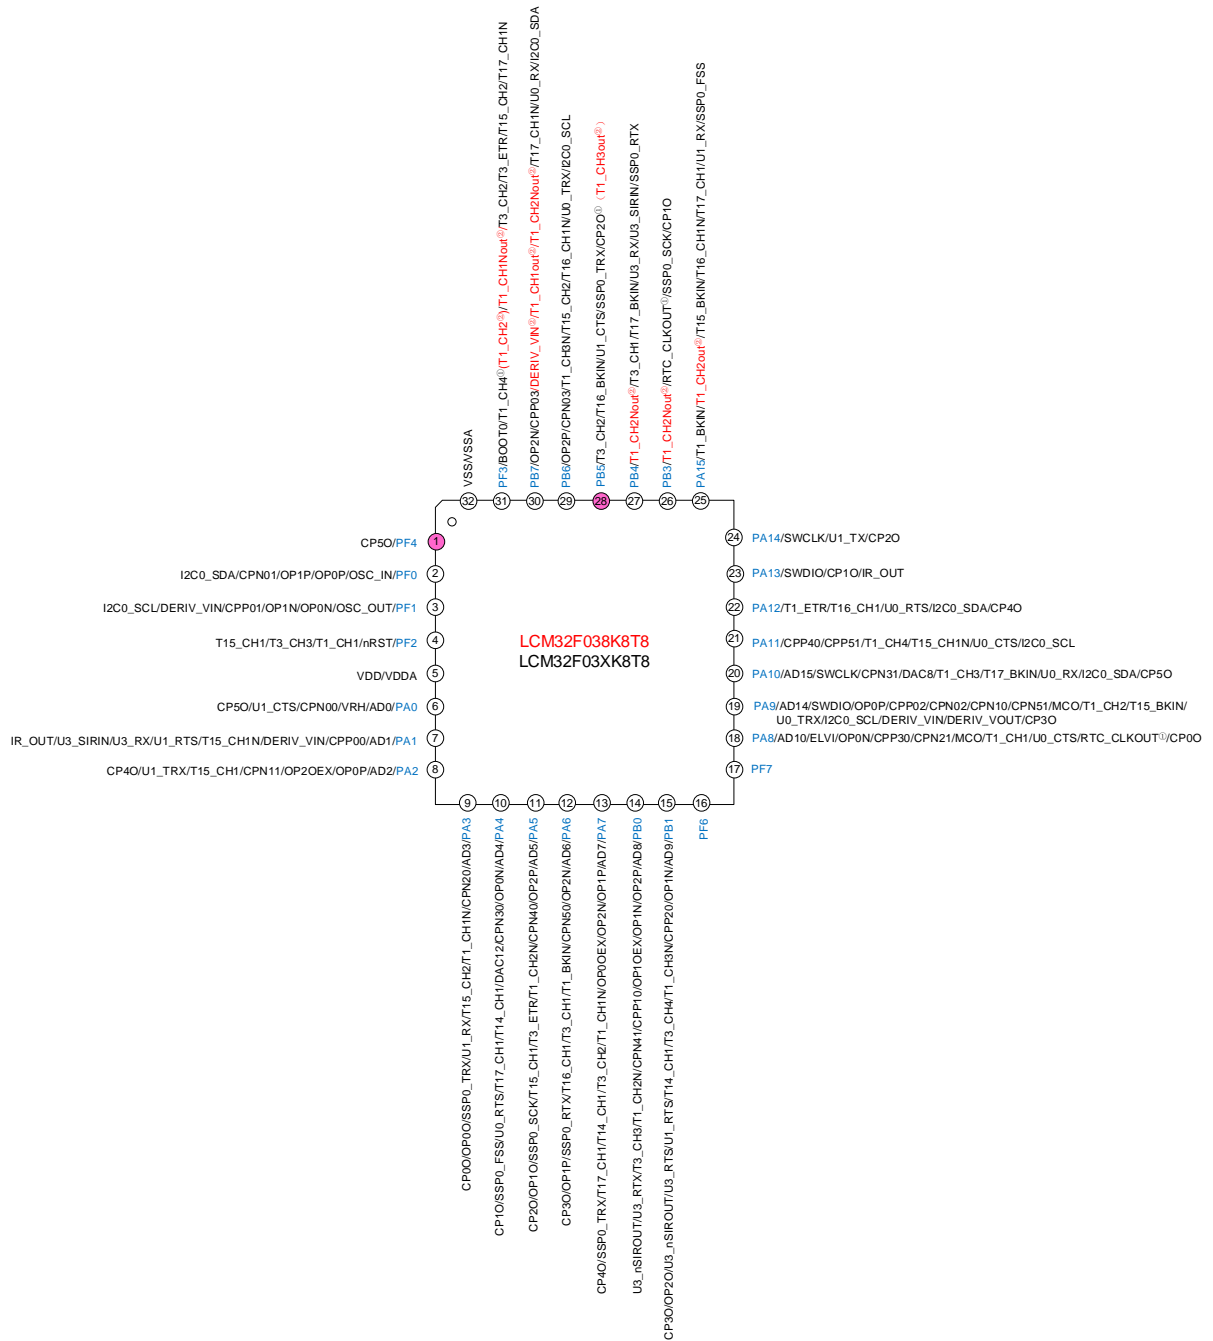 PF3/BOOT0/T1_CH4①(T1_CH2②)/T1_CH1Nout②/T3_CH2/T3_ETR/T15_CH2/T17_CH1N
PB7/OP2N/CPP03/DERIV_VIN②/T1_CH1out②/T1_CH2Nout②/T17_CH1N/U0_RX/I2C0_SDA
PB6/OP2P/CPN03/T1_CH3N/T15_CH2/T16_CH1N/U0_TRX/I2C0_SCL
PB5/T3_CH2/T16_BKIN/U1_CTS/SSP0_TRX/CP2O①（T1_CH3out②）
PB4/T1_CH2Nout②/T3_CH1/T17_BKIN/U3_RX/U3_SIRIN/SSP0_RTX
PB3/T1_CH2Nout②/RTC_CLKOUT①/SSP0_SCK/CP1O
PA15/T1_BKIN/T1_CH2out②/T15_BKIN/T16_CH1N/T17_CH1/U1_RX/SSP0_FSS
VSS/VSSA
32 31 30 29 28 27 26 25
CP5O/PF4 1
I2C0_SDA/CPN01/OP1P/OP0P/OSC_IN/PF0 2
I2C0_SCL/DERIV_VIN/CPP01/OP1N/OP0N/OSC_OUT/PF1 3
T15_CH1/T3_CH3/T1_CH1/nRST/PF2 4
VDD/VDDA 5
CP5O/U1_CTS/CPN00/VRH/AD0/PA0 6
IR_OUT/U3_SIRIN/U3_RX/U1_RTS/T15_CH1N/DERIV_VIN/CPP00/AD1/PA1 7
CP4O/U1_TRX/T15_CH1/CPN11/OP2OEX/OP0P/AD2/PA2 8
LCM32F038K8T8
LCM32F03XK8T8
24 PA14/SWCLK/U1_TX/CP2O
23 PA13/SWDIO/CP1O/IR_OUT
22 PA12/T1_ETR/T16_CH1/U0_RTS/I2C0_SDA/CP4O
21 PA11/CPP40/CPP51/T1_CH4/T15_CH1N/U0_CTS/I2C0_SCL
20 PA10/AD15/SWCLK/CPN31/DAC8/T1_CH3/T17_BKIN/U0_RX/I2C0_SDA/CP5O
19 PA9/AD14/SWDIO/OP0P/CPP02/CPN02/CPN10/CPN51/MCO/T1_CH2/T15_BKIN/
U0_TRX/I2C0_SCL/DERIV_VIN/DERIV_VOUT/CP3O
18 PA8/AD10/ELVI/OP0N/CPP30/CPN21/MCO/T1_CH1/U0_CTS/RTC_CLKOUT①/CP0O
17 PF7
9 10 11 12 13 14 15 16
CP0O/OP0O/SSP0_TRX/U1_RX/T15_CH2/T1_CH1N/CPN20/AD3/PA3
CP1O/SSP0_FSS/U0_RTS/T17_CH1/T14_CH1/DAC12/CPN30/OP0N/AD4/PA4
CP2O/OP1O/SSP0_SCK/T15_CH1/T3_ETR/T1_CH2N/CPN40/OP2P/AD5/PA5
CP3O/OP1P/SSP0_RTX/T16_CH1/T3_CH1/T1_BKIN/CPN50/OP2N/AD6/PA6
CP4O/SSP0_TRX/T17_CH1/T14_CH1/T3_CH2/T1_CH1N/OP0OEX/OP2N/OP1P/AD7/PA7
U3_nSIROUT/U3_RTX/T3_CH3/T1_CH2N/CPN41/CPP10/OP1OEX/OP1N/OP2P/AD8/PB0
CP3O/OP2O/U3_nSIROUT/U3_RTS/U1_RTS/T14_CH1/T3_CH4/T1_CH3N/CPP20/OP1N/AD9/PB1
PF6